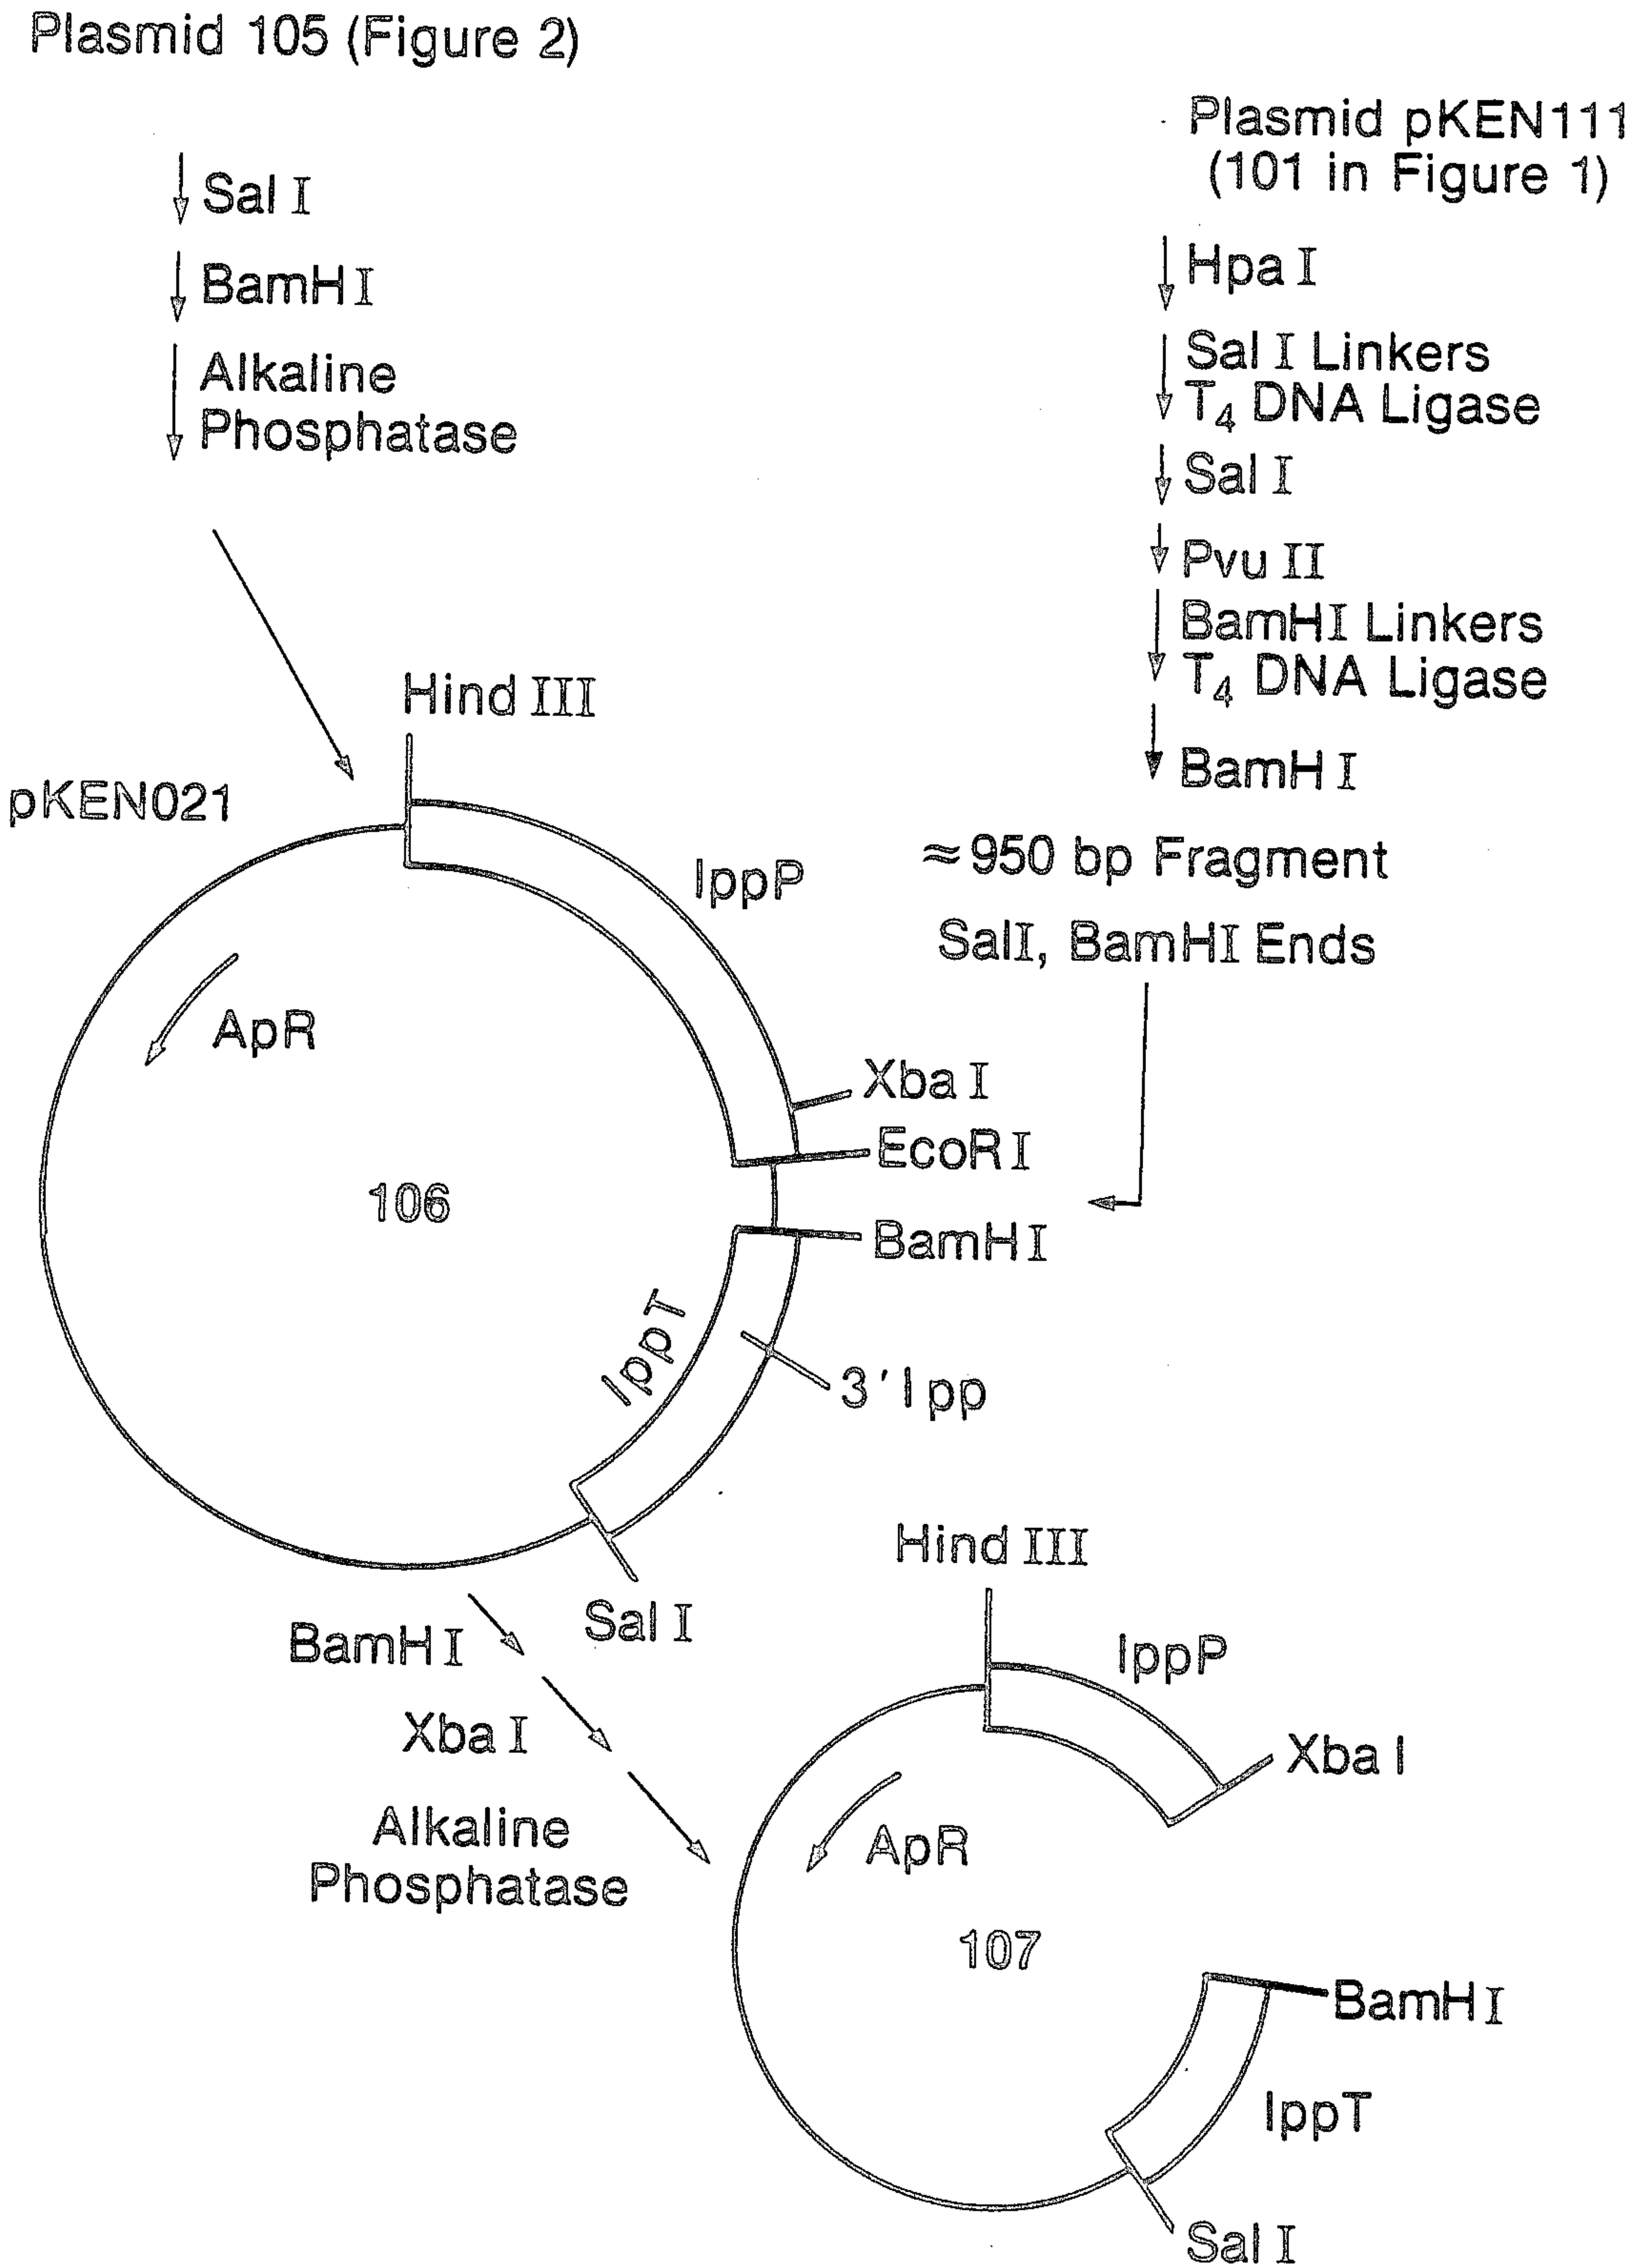 Plasmid 105 (Figure 2)
Sal I
BamH I
Alkaline
Phosphatase
Plasmid pKEN111
(101 in Figure 1)
Hpa I
Sal I Linkers
T4 DNA Ligase
Sal I
Pvu II
BamHI Linkers
T4 DNA Ligase
BamH I
≈950 bp Fragment
SalI, BamHI Ends
pKEN021
Hind III
lppP
ApR
Xba I
EcoR I
106
BamH I
lppT
3' lpp
Sal I
BamH I
Xba I
Alkaline
Phosphatase
Hind III
lppP
Xba I
ApR
107
BamH I
lppT
Sal I